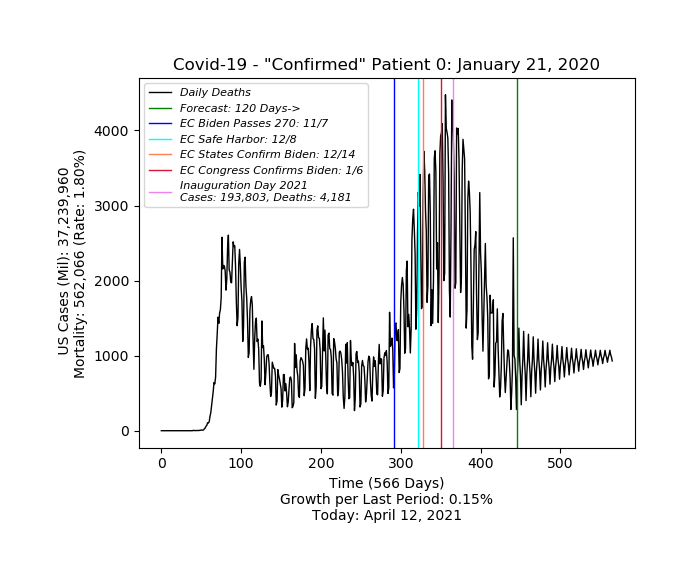 Covid-19 - "Confirmed" Patient 0: January 21, 2020
Daily Deaths
Forecast: 120 Days->
EC Biden Passes 270: 11/7
EC Safe Harbor: 12/8
EC States Confirm Biden: 12/14
EC Congress Confirms Biden: 1/6
Inauguration Day 2021
Cases: 193,803, Deaths: 4,181
US Cases (Mil): 37,239,960
Mortality: 562,066 (Rate: 1.80%)
4000
3000
2000
1000
0
0 100 200 300 400 500
Time (566 Days)
Growth per Last Period: 0.15%
Today: April 12, 2021